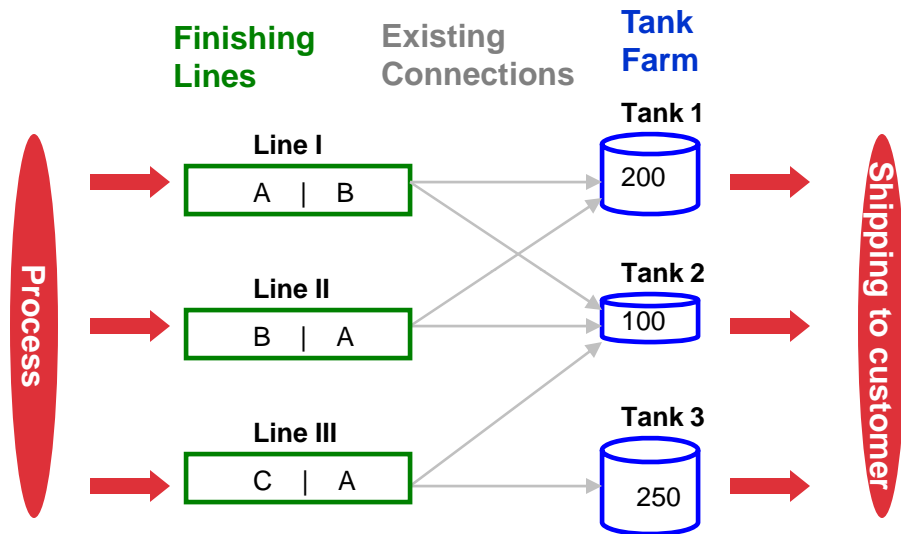 Finishing
Lines
Existing
Connections
Tank
Farm
Process
Line I
A | B
Line II
B | A
Line III
C | A
Tank 1
200
Tank 2
100
Tank 3
250
Shipping to customer